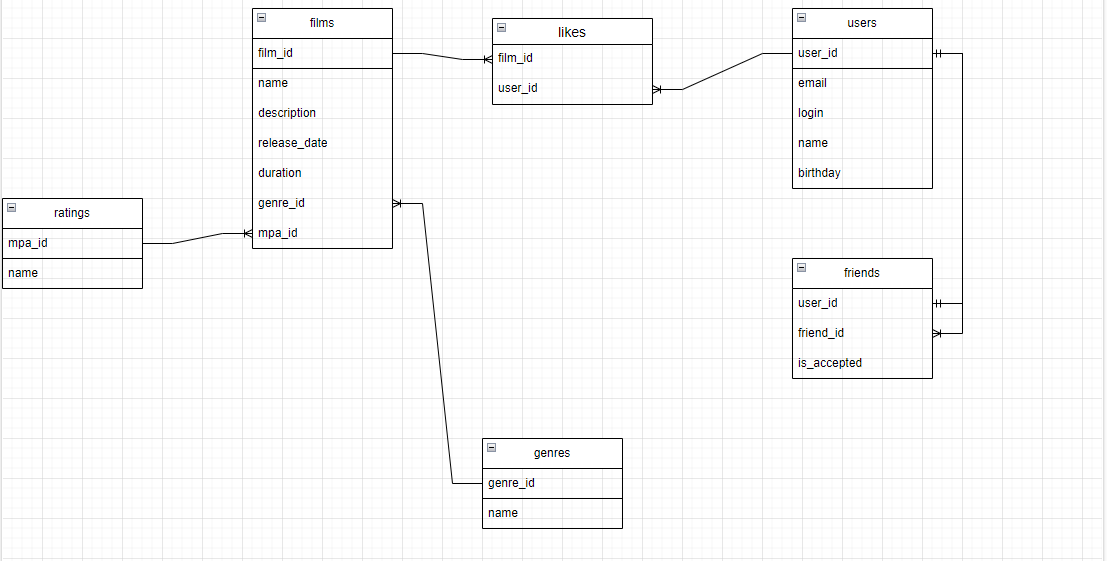 films
film_id
name
description
release_date
duration
genre_id
mpa_id
likes
film_id
user_id
users
user_id
email
login
name
birthday
ratings
mpa_id
name
friends
user_id
friend_id
is_accepted
genres
genre_id
name